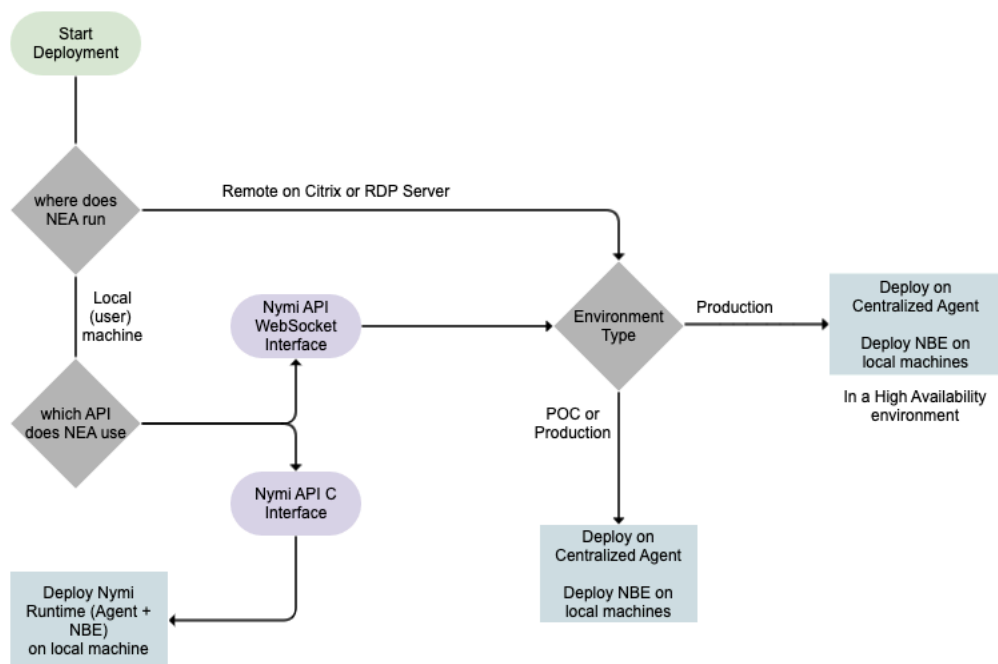 Start
Deployment
where does
NEA run
Remote on Citrix or RDP Server
Local
(user)
machine
Nymi API
WebSocket
Interface
Environment
Type
Production
Deploy on
Centralized Agent
Deploy NBE on
local machines
In a High Availability
environment
which API
does NEA use
POC or
Production
Nymi API C
Interface
Deploy on
Centralized Agent
Deploy NBE on
local machines
Deploy Nymi
Runtime (Agent +
NBE)
on local machine